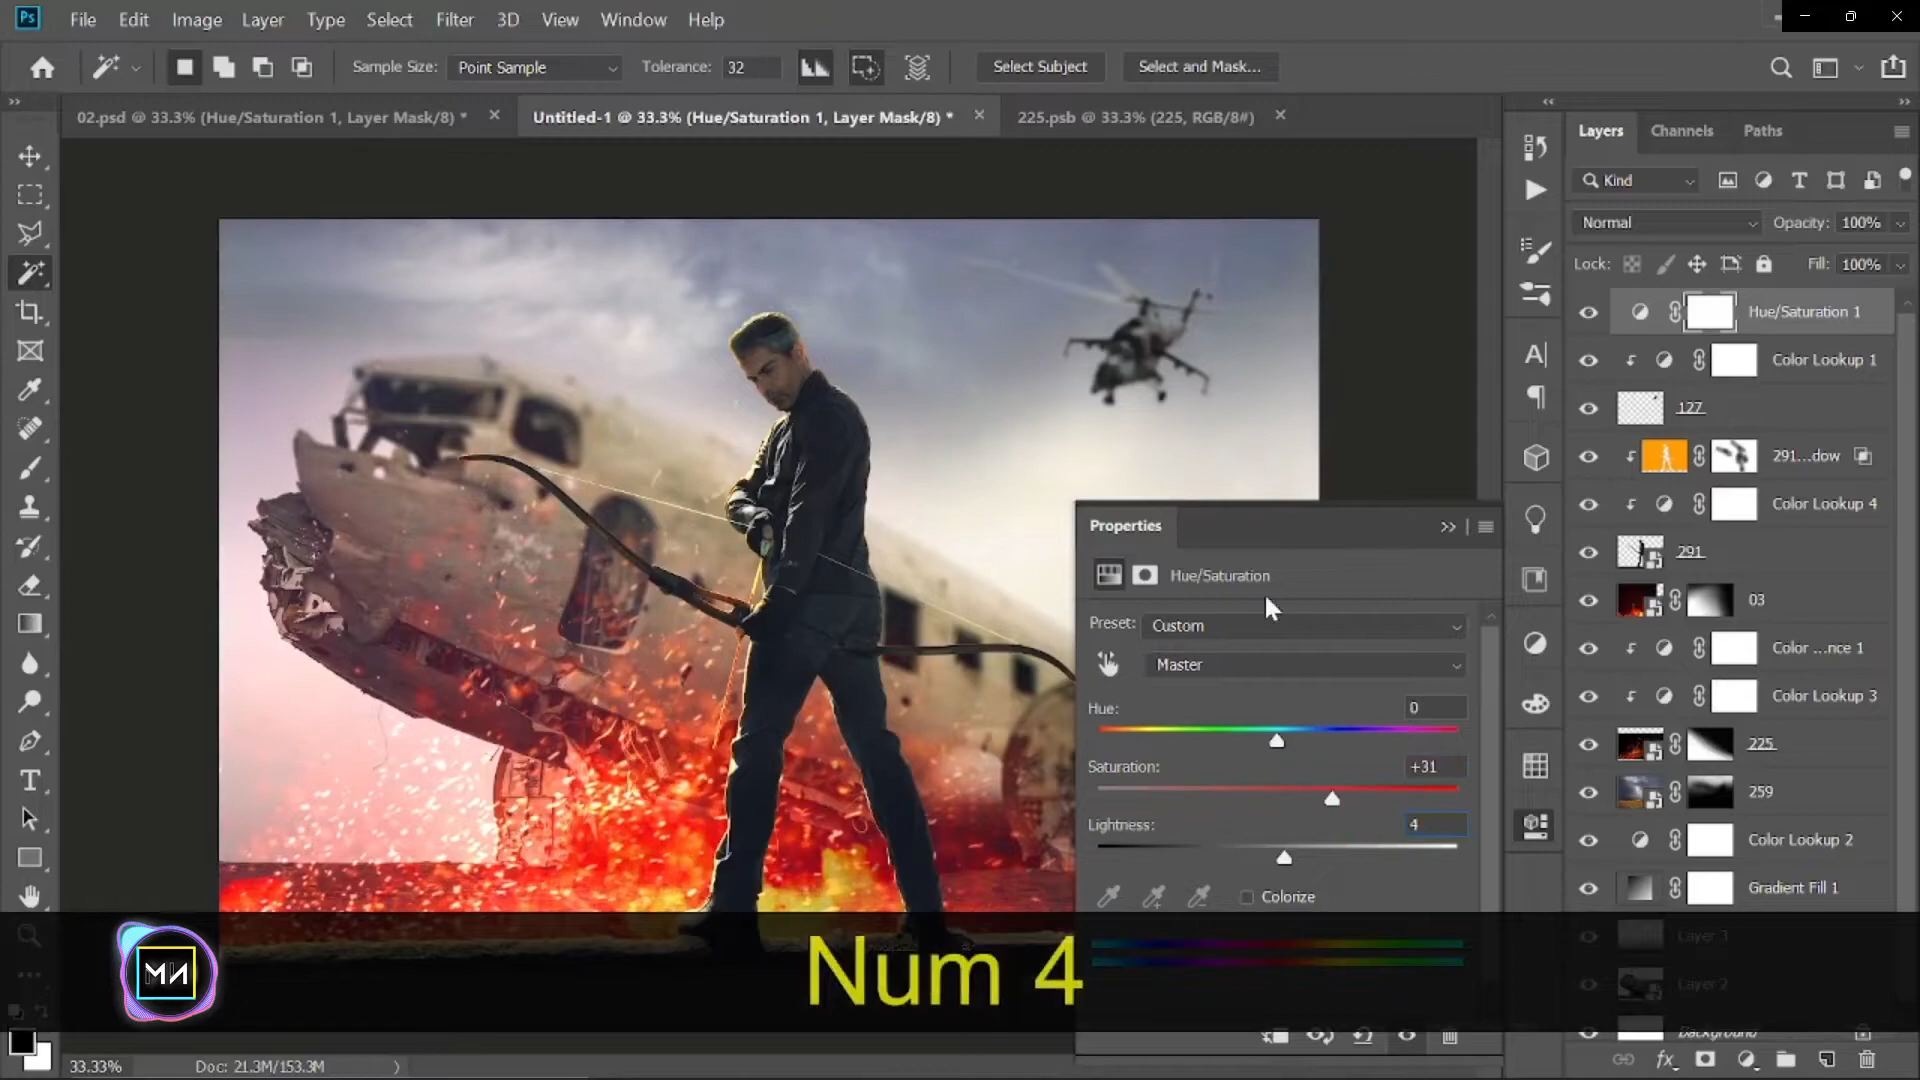 Ps File Edit Image Layer Type Select Filter 3D View Window Help
Sample Size: Point Sample Tolerance: 32 Select Subject Select and Mask...
02.psd @ 33.3% (Hue/Saturation 1, Layer Mask/8) * Untitled-1 @ 33.3% (Hue/Saturation 1, Layer Mask/8) * 225.psb @ 33.3% (225, RGB/8#)
Layers Channels Paths
Kind
Normal Opacity: 100%
Lock: Fill: 100%
Hue/Saturation 1
Color Lookup 1
127
291...dow
Color Lookup 4
291
03
Color ...nce 1
Color Lookup 3
225
259
Color Lookup 2
Gradient Fill 1
Layer 3
Layer 2
Background
Properties
Hue/Saturation
Preset: Custom
Master
Hue: 0
Saturation: +31
Lightness: 4
Colorize
Num 4
33.33% Doc: 21.3M/153.3M